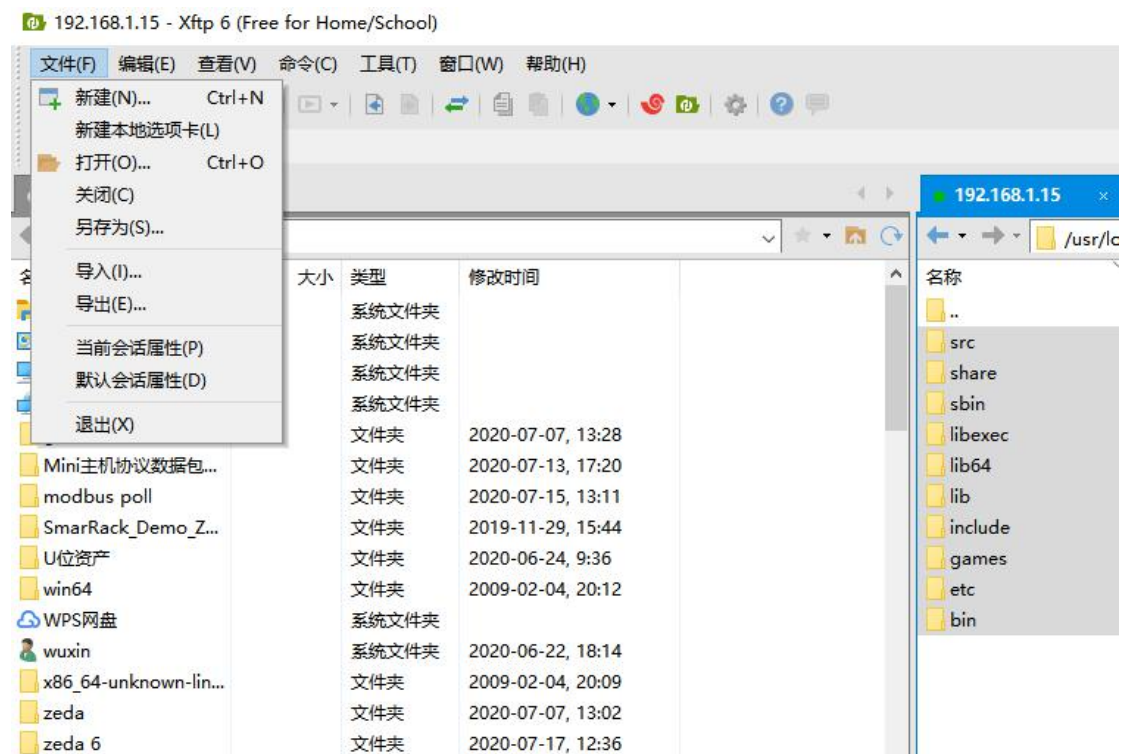 192.168.1.15 - Xftp 6 (Free for Home/School)
文件(F) 编辑(E) 查看(V) 命令(C) 工具(T) 窗口(W) 帮助(H)
新建(N)... Ctrl+N
新建本地选项卡(L)
打开(O)... Ctrl+O
关闭(C)
另存为(S)...
导入(I)...
导出(E)...
当前会话属性(P)
默认会话属性(D)
退出(X)
大小 类型 修改时间
系统文件夹
系统文件夹
系统文件夹
系统文件夹
文件夹 2020-07-07, 13:28
Mini主机协议数据包... 文件夹 2020-07-13, 17:20
modbus poll 文件夹 2020-07-15, 13:11
SmarRack_Demo_Z... 文件夹 2019-11-29, 15:44
U位资产 文件夹 2020-06-24, 9:36
win64 文件夹 2009-02-04, 20:12
WPS网盘 系统文件夹
wuxin 系统文件夹 2020-06-22, 18:14
x86_64-unknown-lin... 文件夹 2009-02-04, 20:09
zeda 文件夹 2020-07-07, 13:02
zeda 6 文件夹 2020-07-17, 12:36
192.168.1.15 ×
/usr/lo
名称
..
src
share
sbin
libexec
lib64
lib
include
games
etc
bin